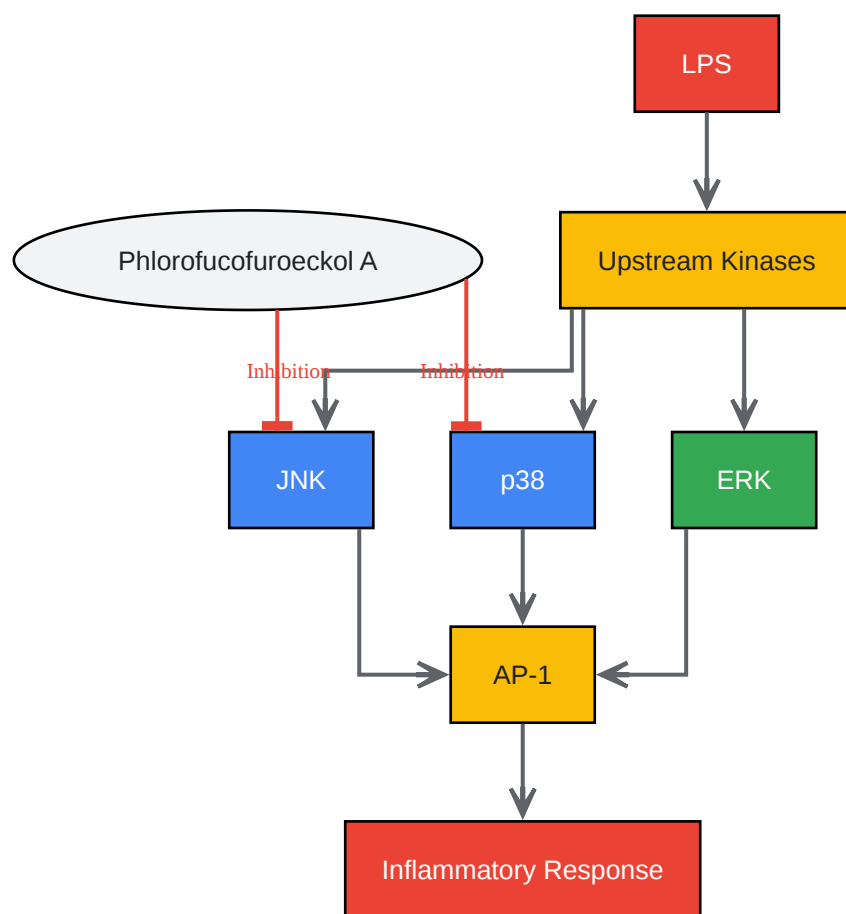 LPS
Phlorofucofuroeckol A
Upstream Kinases
Inhibition
Inhibition
JNK
p38
ERK
AP-1
Inflammatory Response